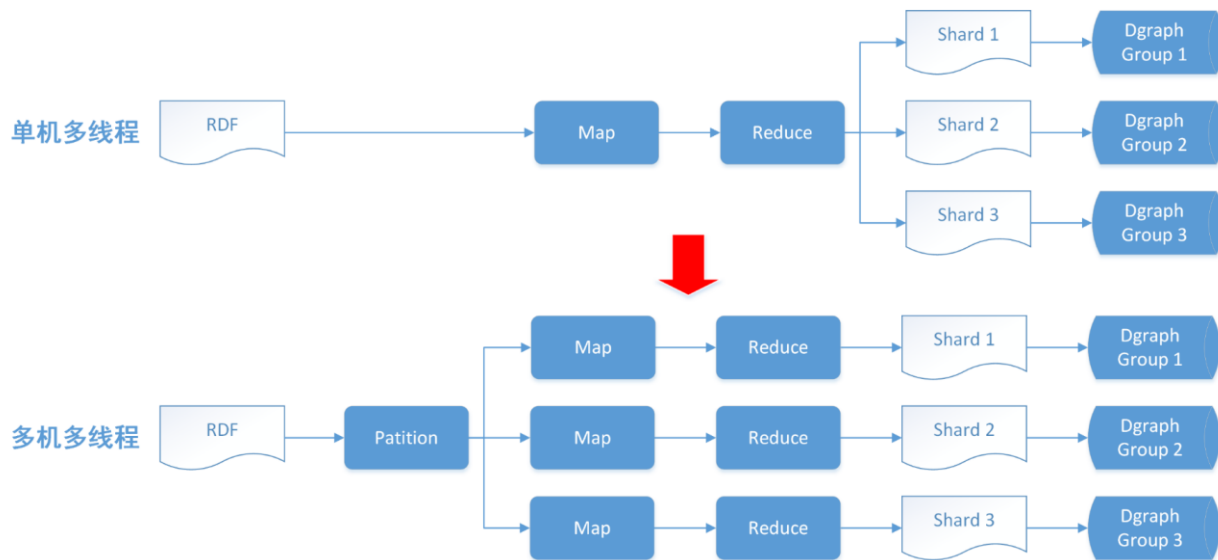 Shard 1
Dgraph
Group 1
单机多线程
RDF
Map
Reduce
Shard 2
Dgraph
Group 2
Shard 3
Dgraph
Group 3
Map
Reduce
Shard 1
Dgraph
Group 1
多机多线程
RDF
Patition
Map
Reduce
Shard 2
Dgraph
Group 2
Map
Reduce
Shard 3
Dgraph
Group 3